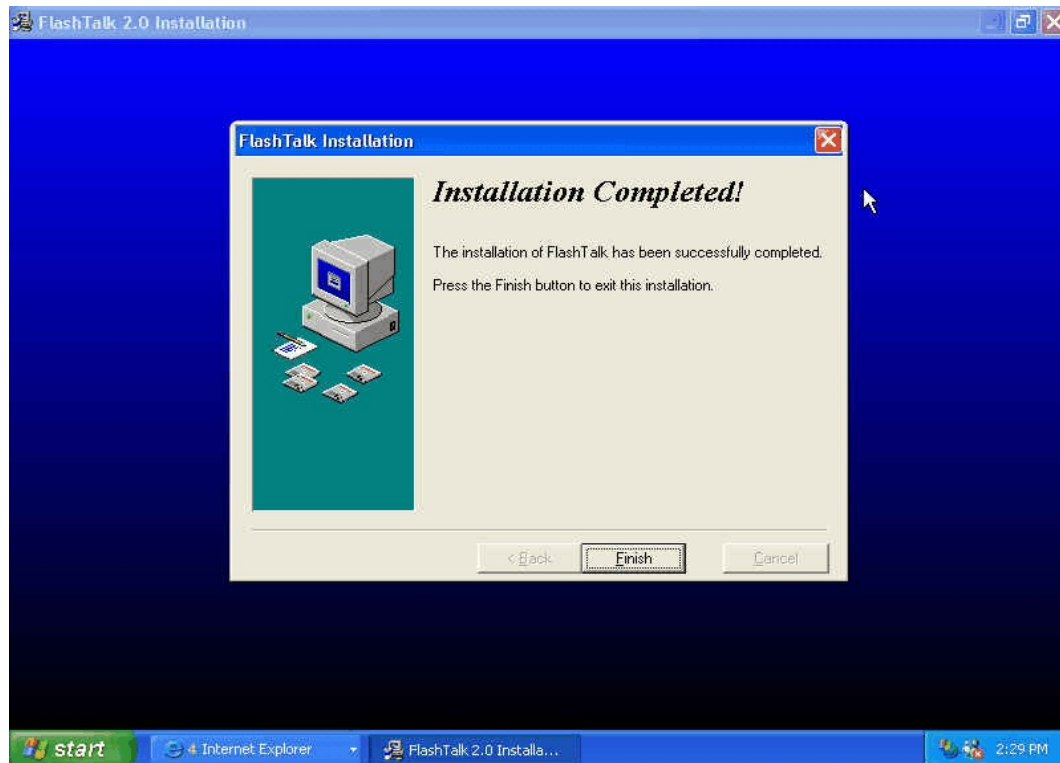 FlashTalk 2.0 Installation
FlashTalk Installation
Installation Completed!
The installation of FlashTalk has been successfully completed.
Press the Finish button to exit this installation.
< Back
Finish
Cancel
start
4 Internet Explorer
FlashTalk 2.0 Installa...
2:29 PM